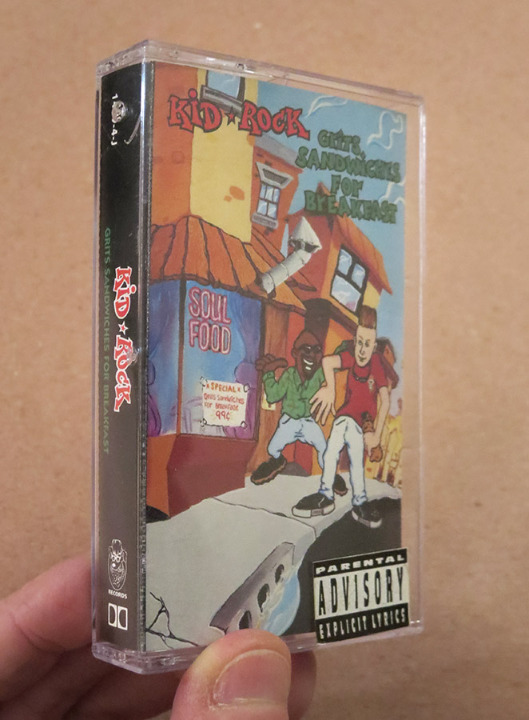 KID ROCK
GRITS
SANDWICHES
FOR
BREAKFAST
SOUL
FOOD
SPECIAL
Grits Sandwiches
For Breakfast
99¢
PARENTAL
ADVISORY
EXPLICIT LYRICS
GRITS SANDWICHES FOR BREAKFAST
KID ROCK
RECORDS